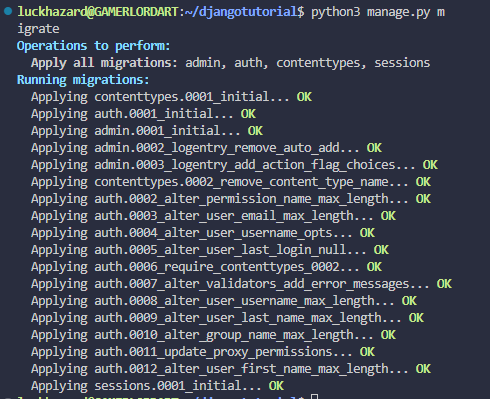 luckhazard@GAMERLORDART:~/djangotutorial$ python3 manage.py m
igrate
Operations to perform:
  Apply all migrations: admin, auth, contenttypes, sessions
Running migrations:
  Applying contenttypes.0001_initial... OK
  Applying auth.0001_initial... OK
  Applying admin.0001_initial... OK
  Applying admin.0002_logentry_remove_auto_add... OK
  Applying admin.0003_logentry_add_action_flag_choices... OK
  Applying contenttypes.0002_remove_content_type_name... OK
  Applying auth.0002_alter_permission_name_max_length... OK
  Applying auth.0003_alter_user_email_max_length... OK
  Applying auth.0004_alter_user_username_opts... OK
  Applying auth.0005_alter_user_last_login_null... OK
  Applying auth.0006_require_contenttypes_0002... OK
  Applying auth.0007_alter_validators_add_error_messages... OK
  Applying auth.0008_alter_user_username_max_length... OK
  Applying auth.0009_alter_user_last_name_max_length... OK
  Applying auth.0010_alter_group_name_max_length... OK
  Applying auth.0011_update_proxy_permissions... OK
  Applying auth.0012_alter_user_first_name_max_length... OK
  Applying sessions.0001_initial... OK
luckhazard@GAMERLORDART:~/djangotutorial$